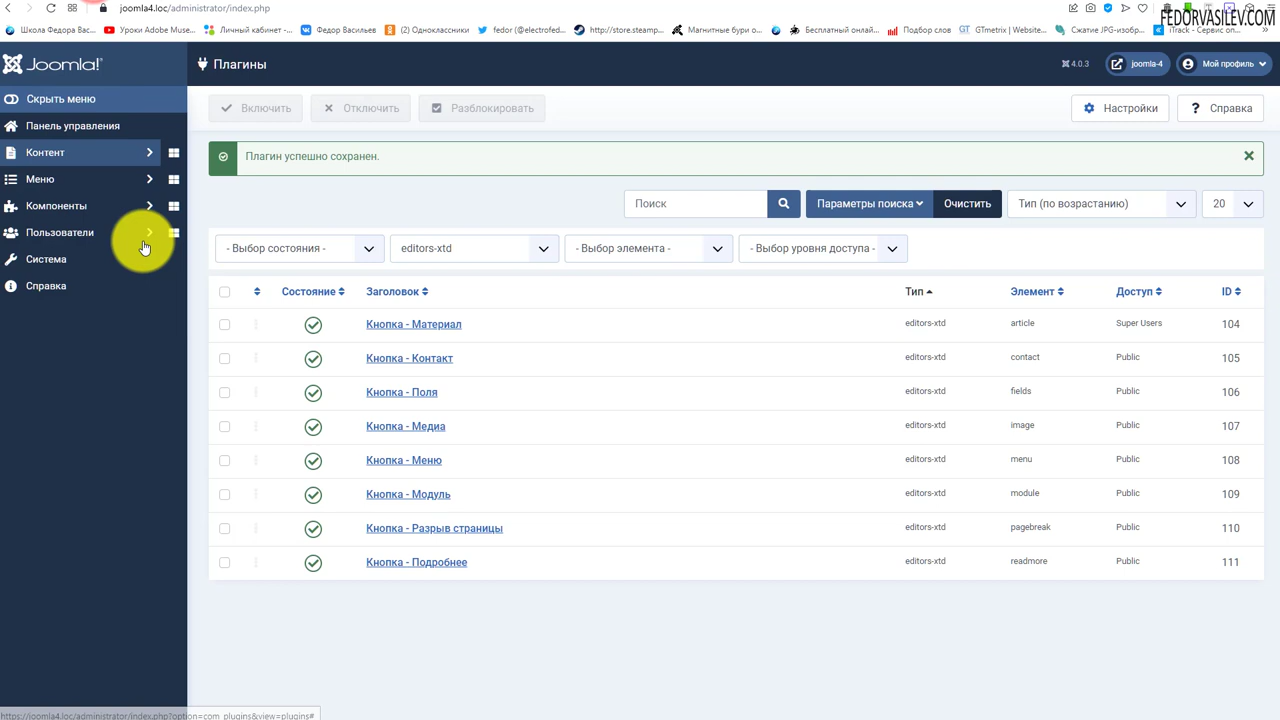 joomla4.loc/administrator/index.php
FEDORVASILEV.COM
Школа Федора Вас...
Уроки Adobe Muse...
Личный кабинет -...
Федор Васильев
(2) Одноклассники
fedor (@electrofed...
http://store.steamp...
Магнитные бури о...
Бесплатный онлай...
Подбор слов
GTmetrix | Website...
Сжатие JPG-изобр...
iTrack - Сервис оп...
Joomla!
Плагины
4.0.3
joomla-4
Мой профиль
Скрыть меню
Панель управления
Контент
Меню
Компоненты
Пользователи
Система
Справка
Включить
Отключить
Разблокировать
Настройки
Справка
Плагин успешно сохранен.
Поиск
Параметры поиска
Очистить
Тип (по возрастанию)
20
- Выбор состояния -
editors-xtd
- Выбор элемента -
- Выбор уровня доступа -
Состояние Заголовок Тип Элемент Доступ ID
Кнопка - Материал editors-xtd article Super Users 104
Кнопка - Контакт editors-xtd contact Public 105
Кнопка - Поля editors-xtd fields Public 106
Кнопка - Медиа editors-xtd image Public 107
Кнопка - Меню editors-xtd menu Public 108
Кнопка - Модуль editors-xtd module Public 109
Кнопка - Разрыв страницы editors-xtd pagebreak Public 110
Кнопка - Подробнее editors-xtd readmore Public 111
https://joomla4.loc/administrator/index.php?option=com_plugins&view=plugins#